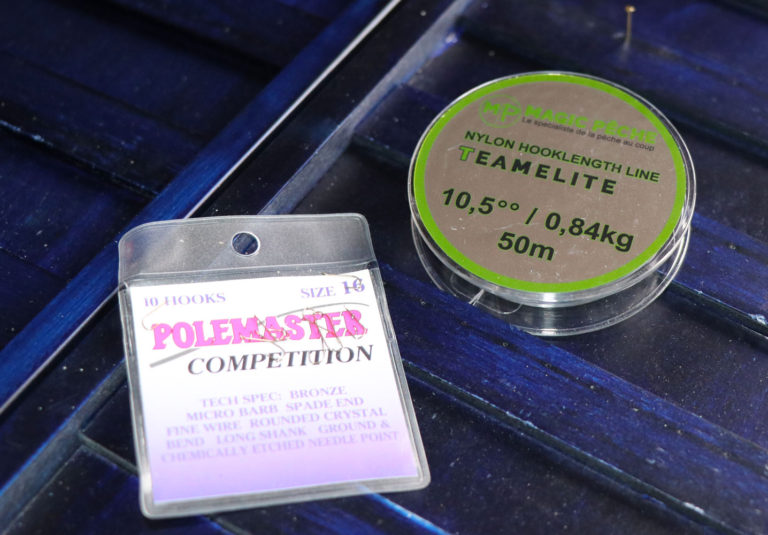 10 HOOKS SIZE 16
POLEMASTER
COMPETITION
TECH SPEC: BRONZE
MICRO BARB SPADE END
FINE WIRE ROUNDED CRYSTAL
BEND LONG SHANK GROUND &
CHEMICALLY ETCHED NEEDLE POINT
MP MAGIC PÊCHE
Le spécialiste de la pêche au coup
NYLON HOOKLENGTH LINE
TEAMELITE
10,5°° / 0,84kg
50m